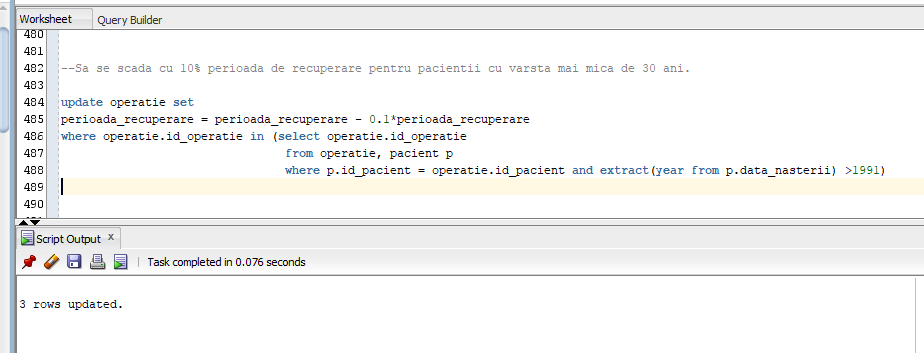 Worksheet Query Builder
480
481
482 --Sa se scada cu 10% perioada de recuperare pentru pacientii cu varsta mai mica de 30 ani.
483
484 update operatie set
485 perioada_recuperare = perioada_recuperare - 0.1*perioada_recuperare
486 where operatie.id_operatie in (select operatie.id_operatie
487 from operatie, pacient p
488 where p.id_pacient = operatie.id_pacient and extract(year from p.data_nasterii) >1991)
489
490
Script Output x
Task completed in 0.076 seconds
3 rows updated.